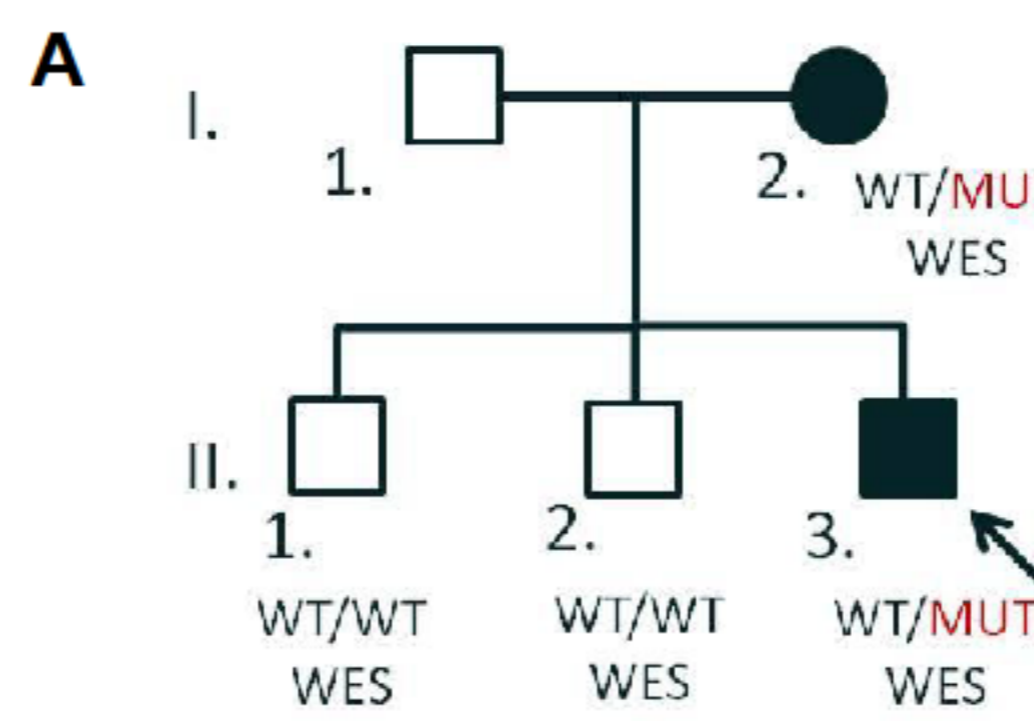 A
I.
1.
2.
WT/MU
WES
II.
1.
2.
3.
WT/WT
WT/WT
WT/MUT
WES
WES
WES